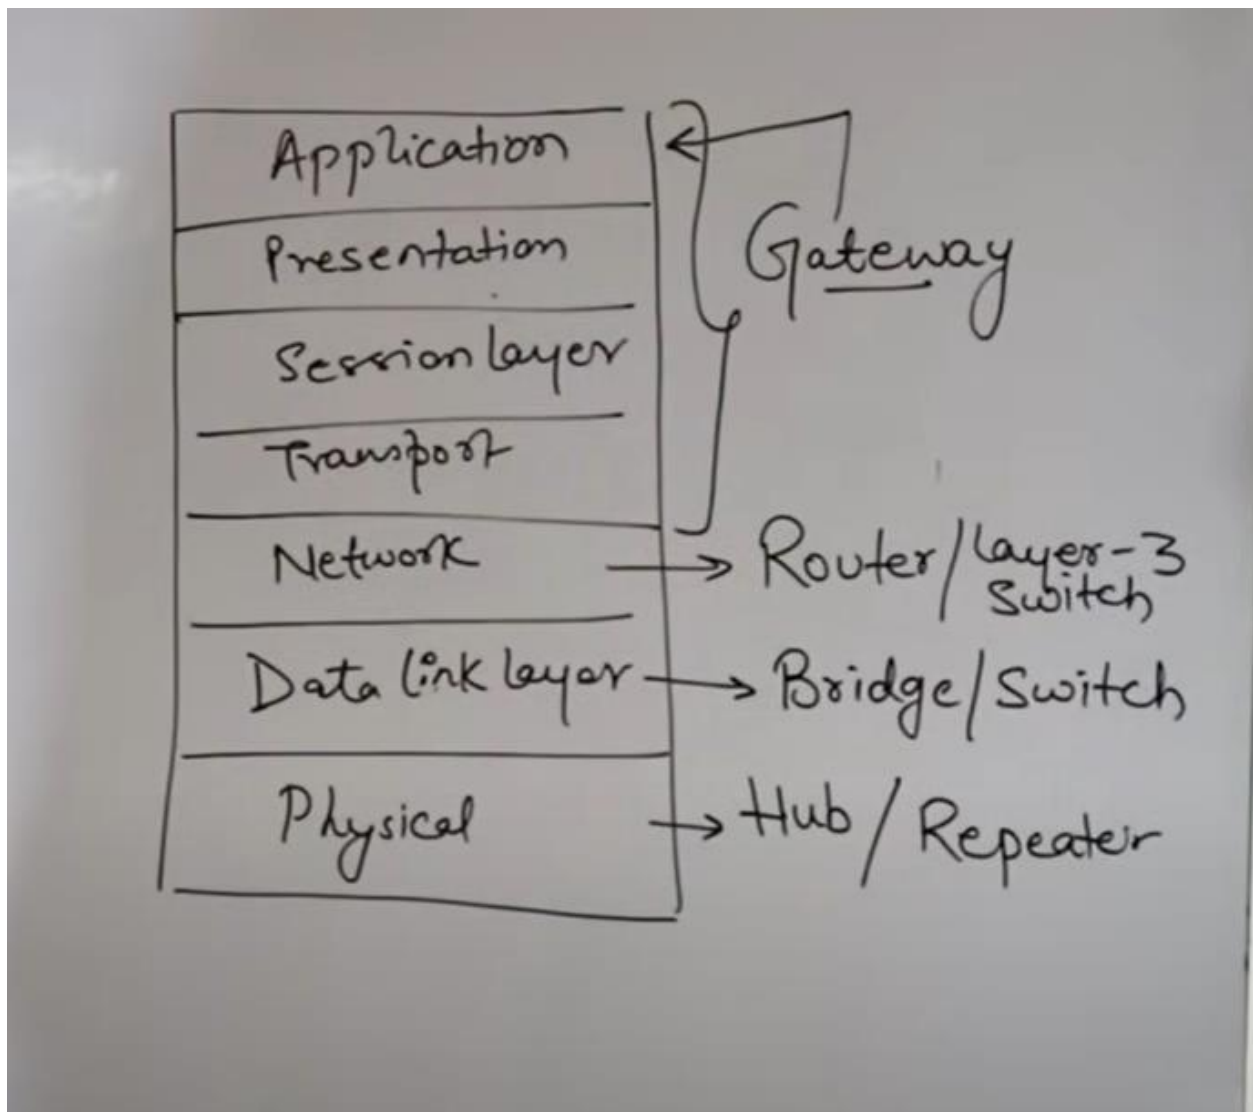 Application
Presentation
Gateway
Session layer
Transport
Network → Router/Layer-3
Switch
Data link layer → Bridge/Switch
Physical → Hub/Repeater